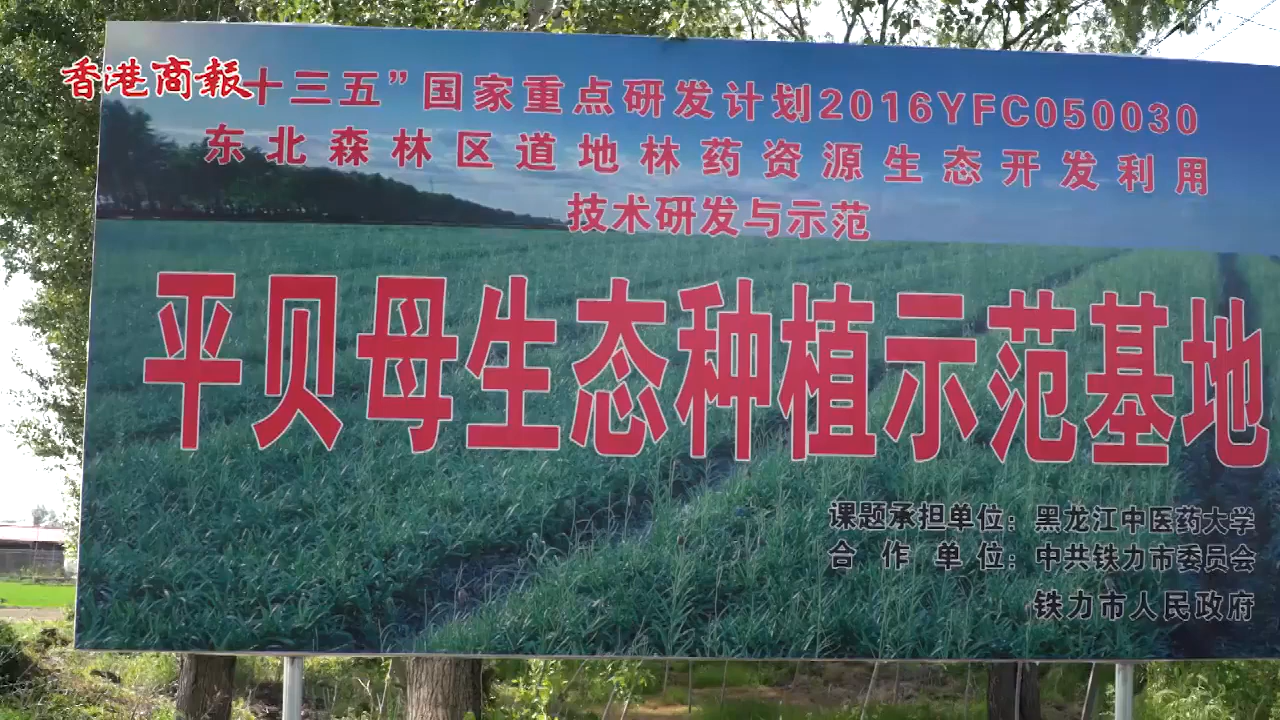 香港商报
十三五”国家重点研发计划2016YFC050030
东北森林区道地林药资源生态开发利用
技术研发与示范
平贝母生态种植示范基地
课题承担单位：黑龙江中医药大学
合作单位：中共铁力市委员会
铁力市人民政府